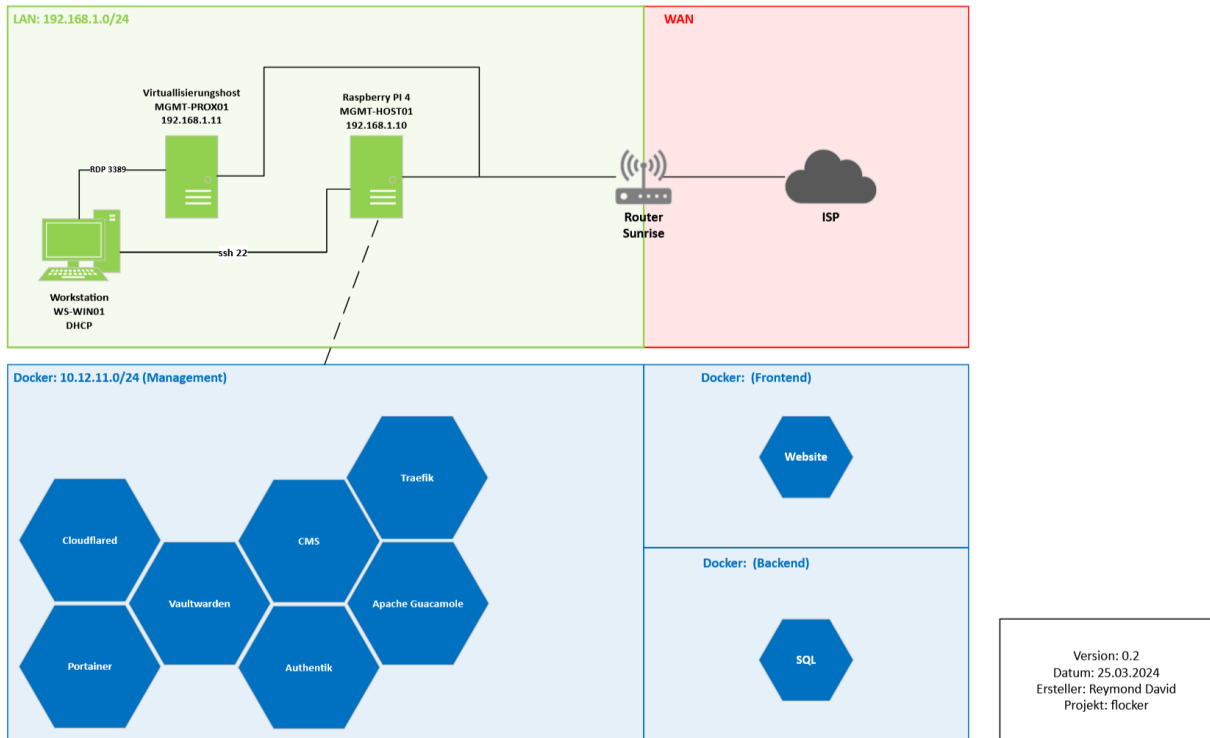 LAN: 192.168.1.0/24
WAN
Virtuallisierungshost
MGMT-PROX01
192.168.1.11
Raspberry PI 4
MGMT-HOST01
192.168.1.10
RDP 3389
ssh 22
Workstation
WS-WIN01
DHCP
Router
Sunrise
ISP
Docker: 10.12.11.0/24 (Management)
Traefik
Cloudflared
CMS
Vaultwarden
Apache Guacamole
Portainer
Authentik
Docker: (Frontend)
Website
Docker: (Backend)
SQL
Version: 0.2
Datum: 25.03.2024
Ersteller: Reymond David
Projekt: flocker